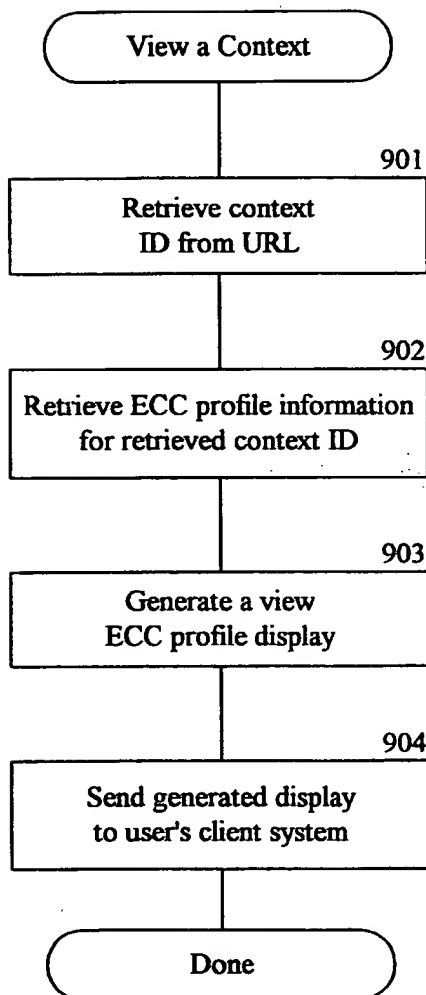 View a Context
901
Retrieve context
ID from URL
902
Retrieve ECC profile information
for retrieved context ID
903
Generate a view
ECC profile display
904
Send generated display
to user's client system
Done